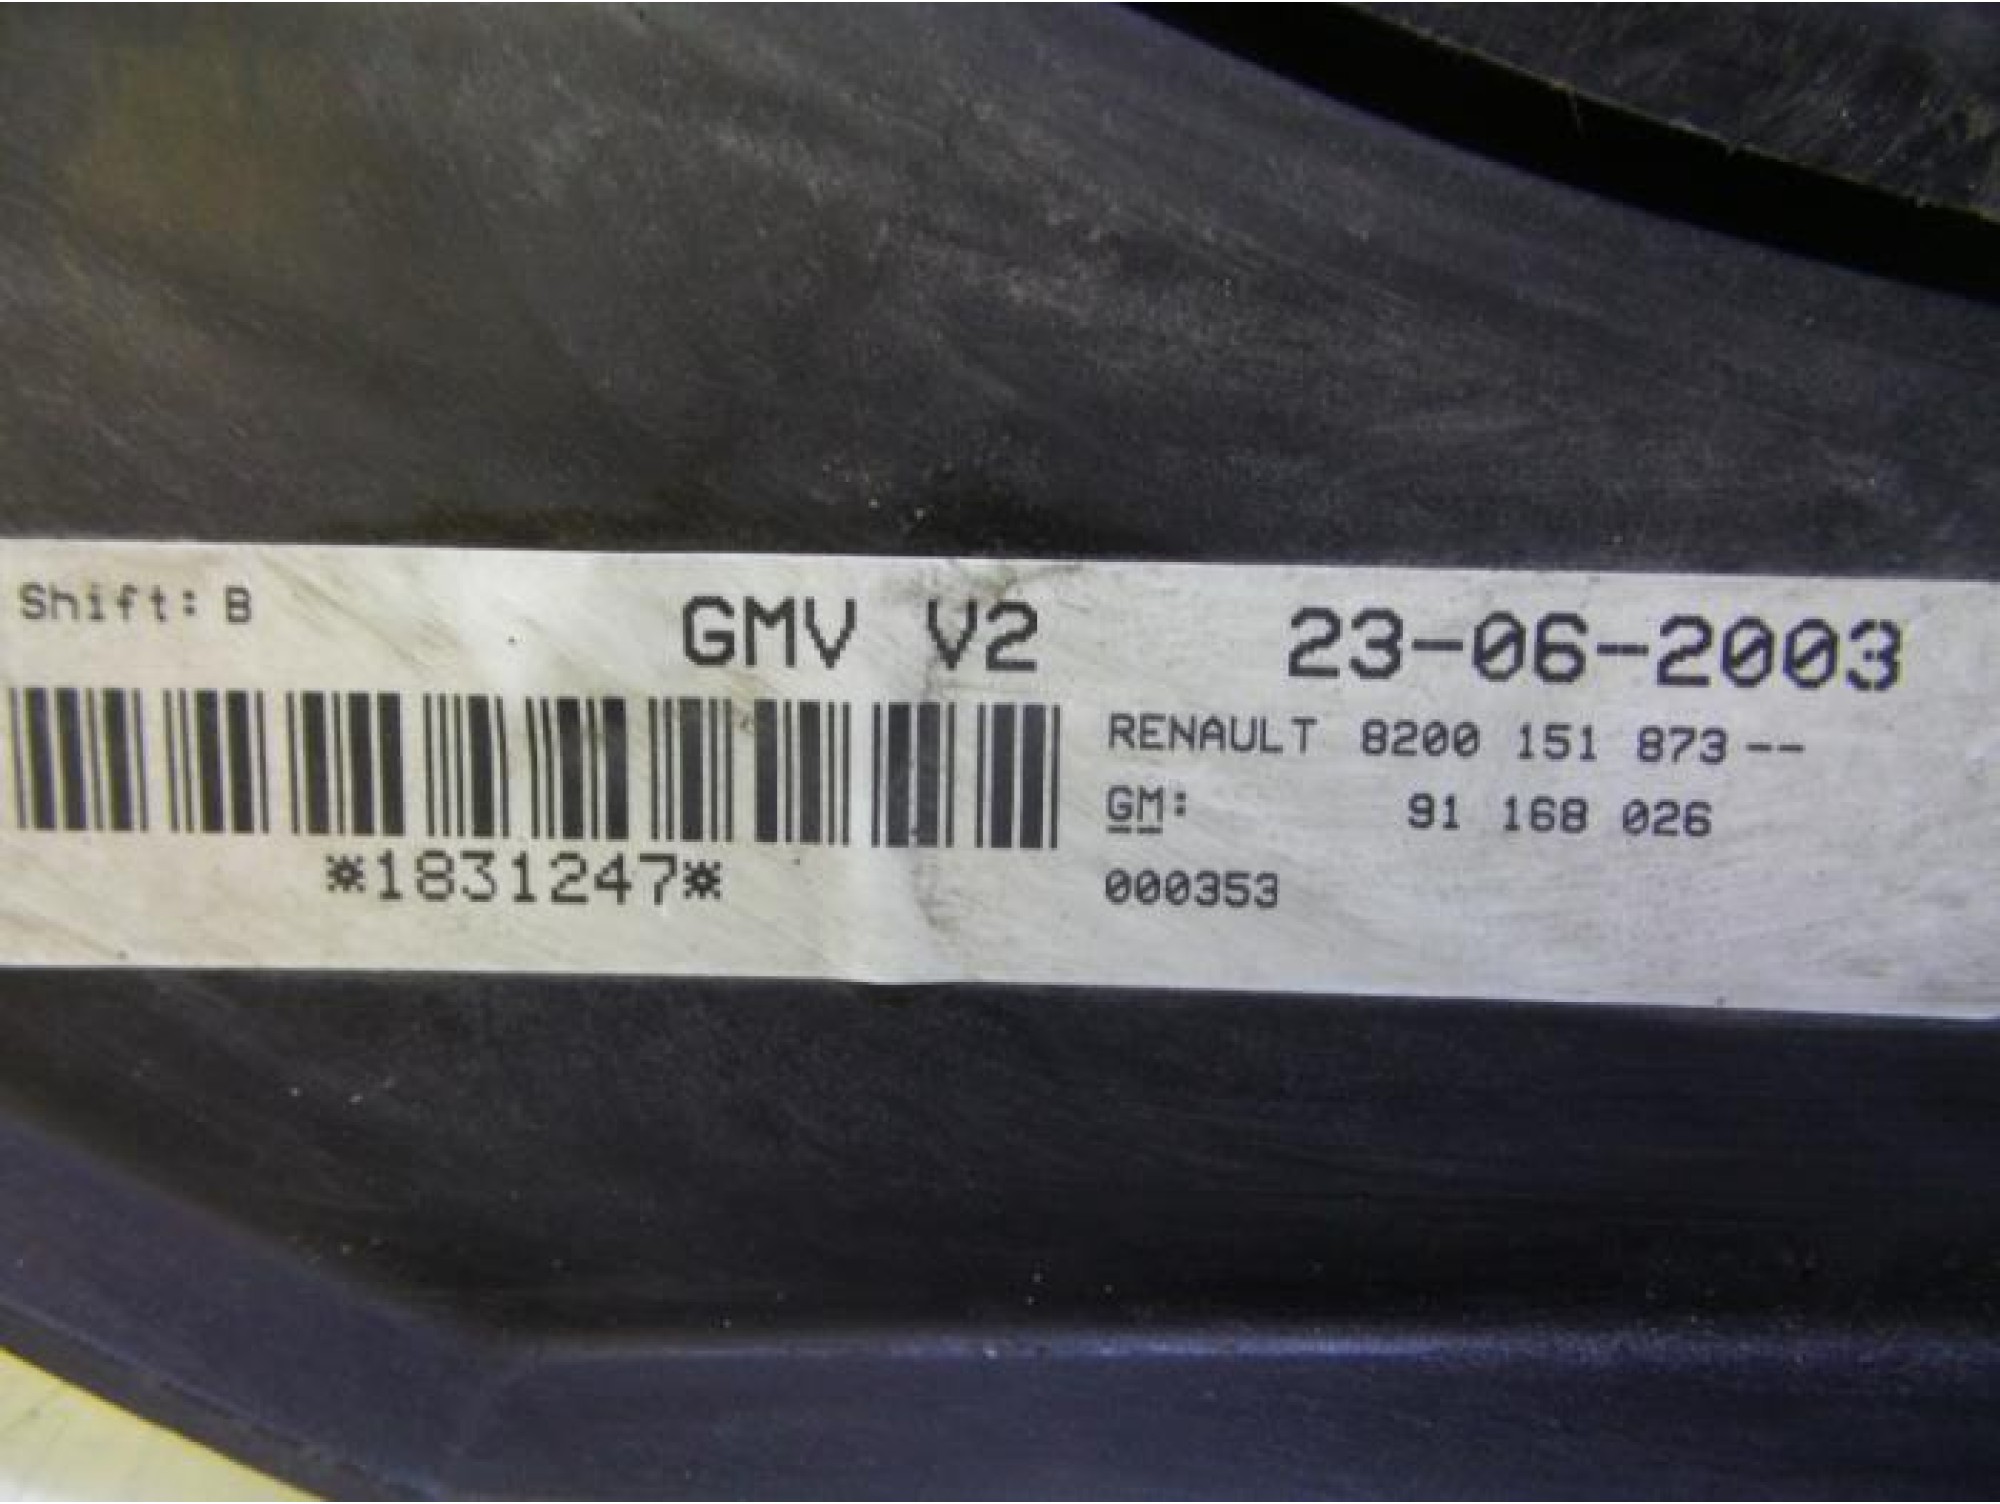 Shift: B GMV V2 23-06-2003
RENAULT 8200 151 873--
GM: 91 168 026
*1831247* 000353